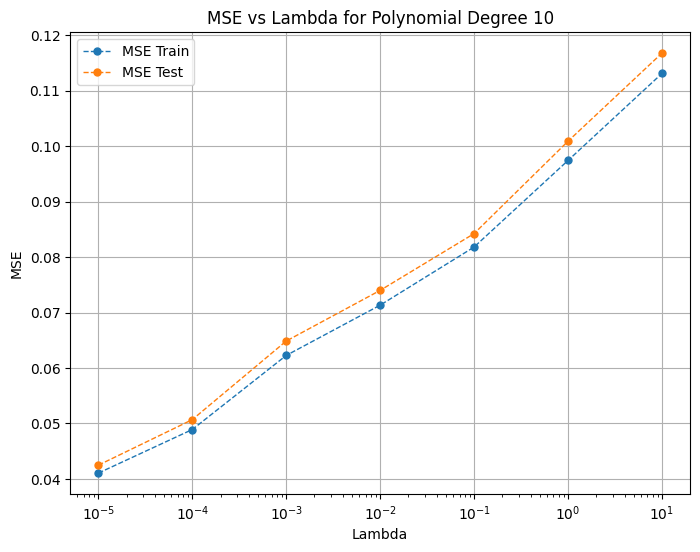 MSE vs Lambda for Polynomial Degree 10
MSE Train
MSE Test
0.12
0.11
0.10
0.09
0.08
0.07
0.06
0.05
0.04
MSE
10⁻⁵ 10⁻⁴ 10⁻³ 10⁻² 10⁻¹ 10⁰ 10¹
Lambda